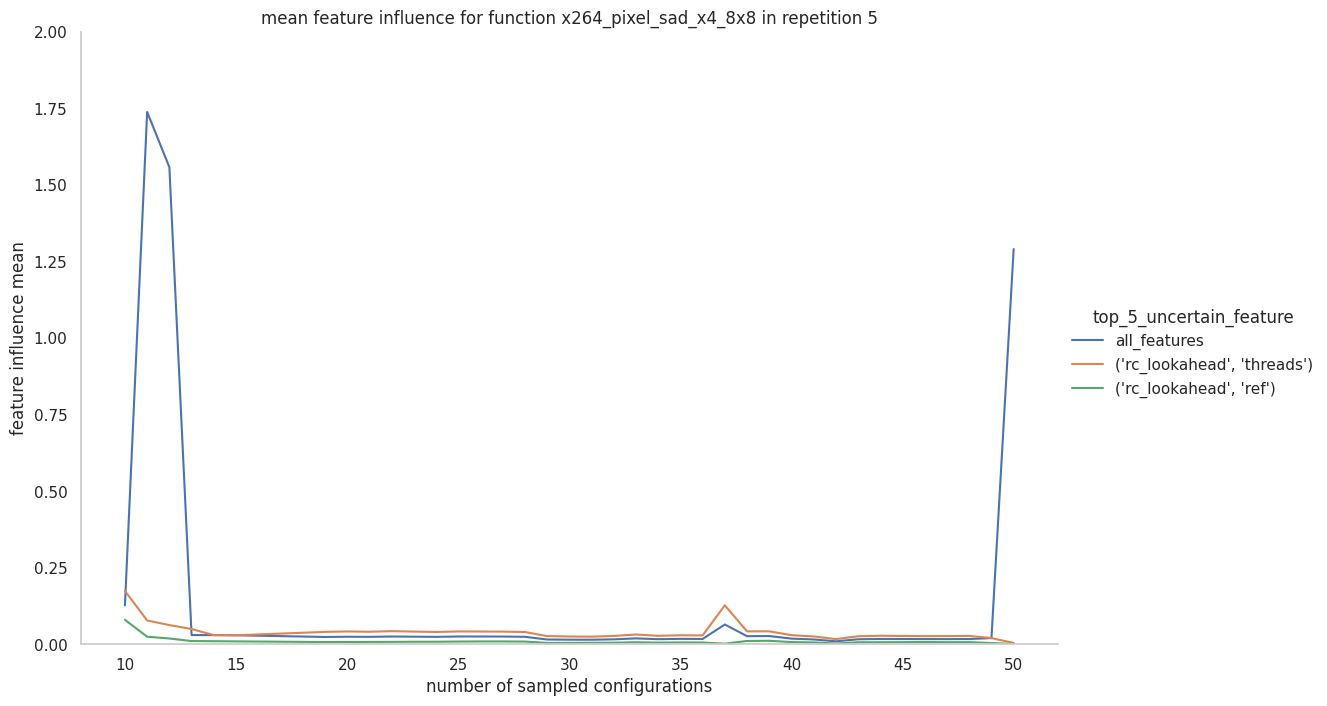 mean feature influence for function x264_pixel_sad_x4_8x8 in repetition 5
2.00
1.75
1.50
1.25
1.00
0.75
0.50
0.25
0.00
feature influence mean
10 15 20 25 30 35 40 45 50
number of sampled configurations
top_5_uncertain_feature
all_features
('rc_lookahead', 'threads')
('rc_lookahead', 'ref')